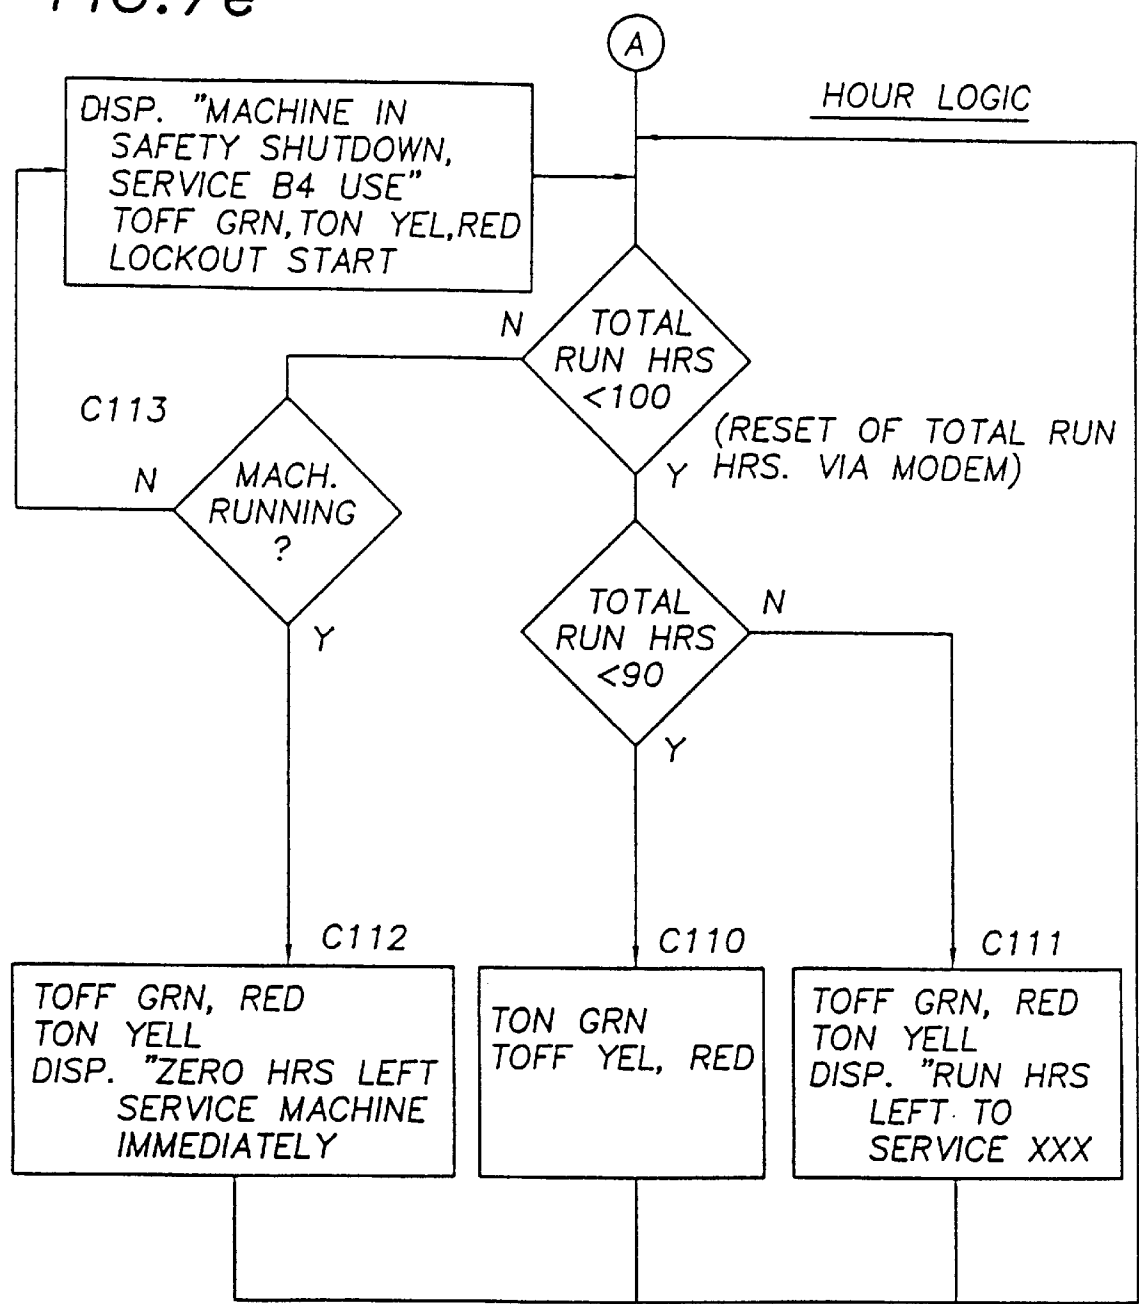 FIG. 7e
A
HOUR LOGIC
DISP. "MACHINE IN
SAFETY SHUTDOWN,
SERVICE B4 USE"
TOFF GRN, TON YEL, RED
LOCKOUT START
N
TOTAL
RUN HRS
<100
C113
(RESET OF TOTAL RUN
HRS. VIA MODEM)
Y
N
MACH.
RUNNING
?
Y
TOTAL
RUN HRS
<90
N
Y
C112
TOFF GRN, RED
TON YELL
DISP. "ZERO HRS LEFT
SERVICE MACHINE
IMMEDIATELY
C110
TON GRN
TOFF YEL, RED
C111
TOFF GRN, RED
TON YELL
DISP. "RUN HRS
LEFT TO
SERVICE XXX